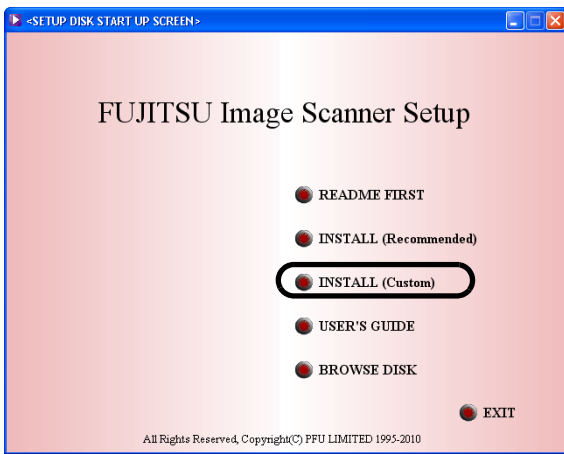 <SETUP DISK START UP SCREEN>
FUJITSU Image Scanner Setup
README FIRST
INSTALL (Recommended)
INSTALL (Custom)
USER'S GUIDE
BROWSE DISK
EXIT
All Rights Reserved, Copyright(C) PFU LIMITED 1995-2010